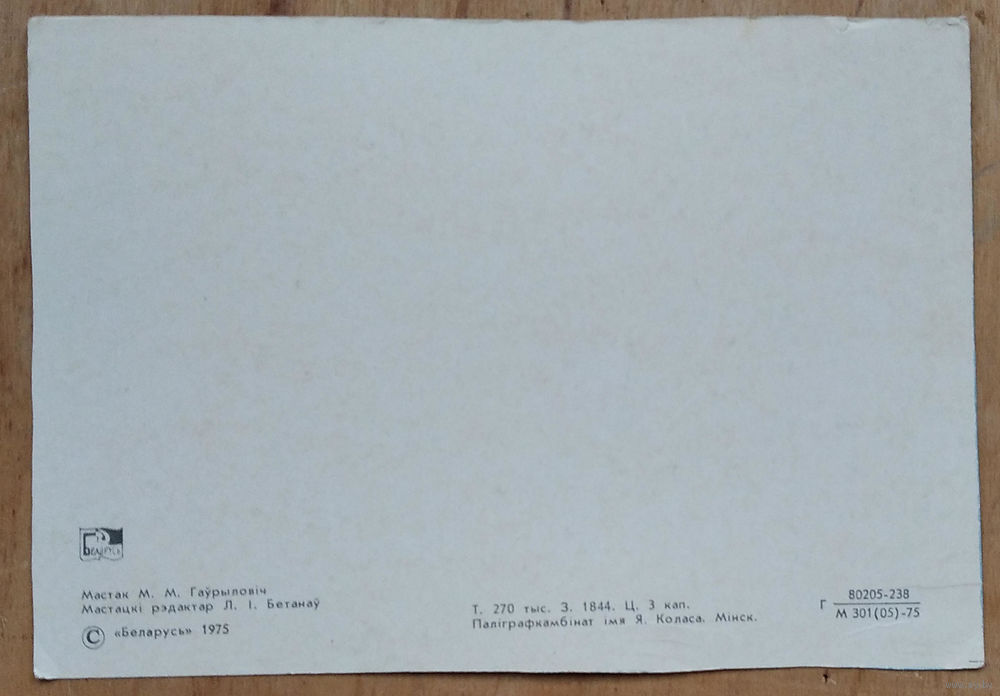 Беларусь
Мастак М. М. Гаўрыловіч
Мастацкі рэдактар Л. І. Бетанаў
© «Беларусь» 1975
Т. 270 тыс. З. 1844. Ц. 3 кап.
Паліграфкамбінат імя Я. Коласа. Мінск.
Г 80205-238
М 301(05)-75